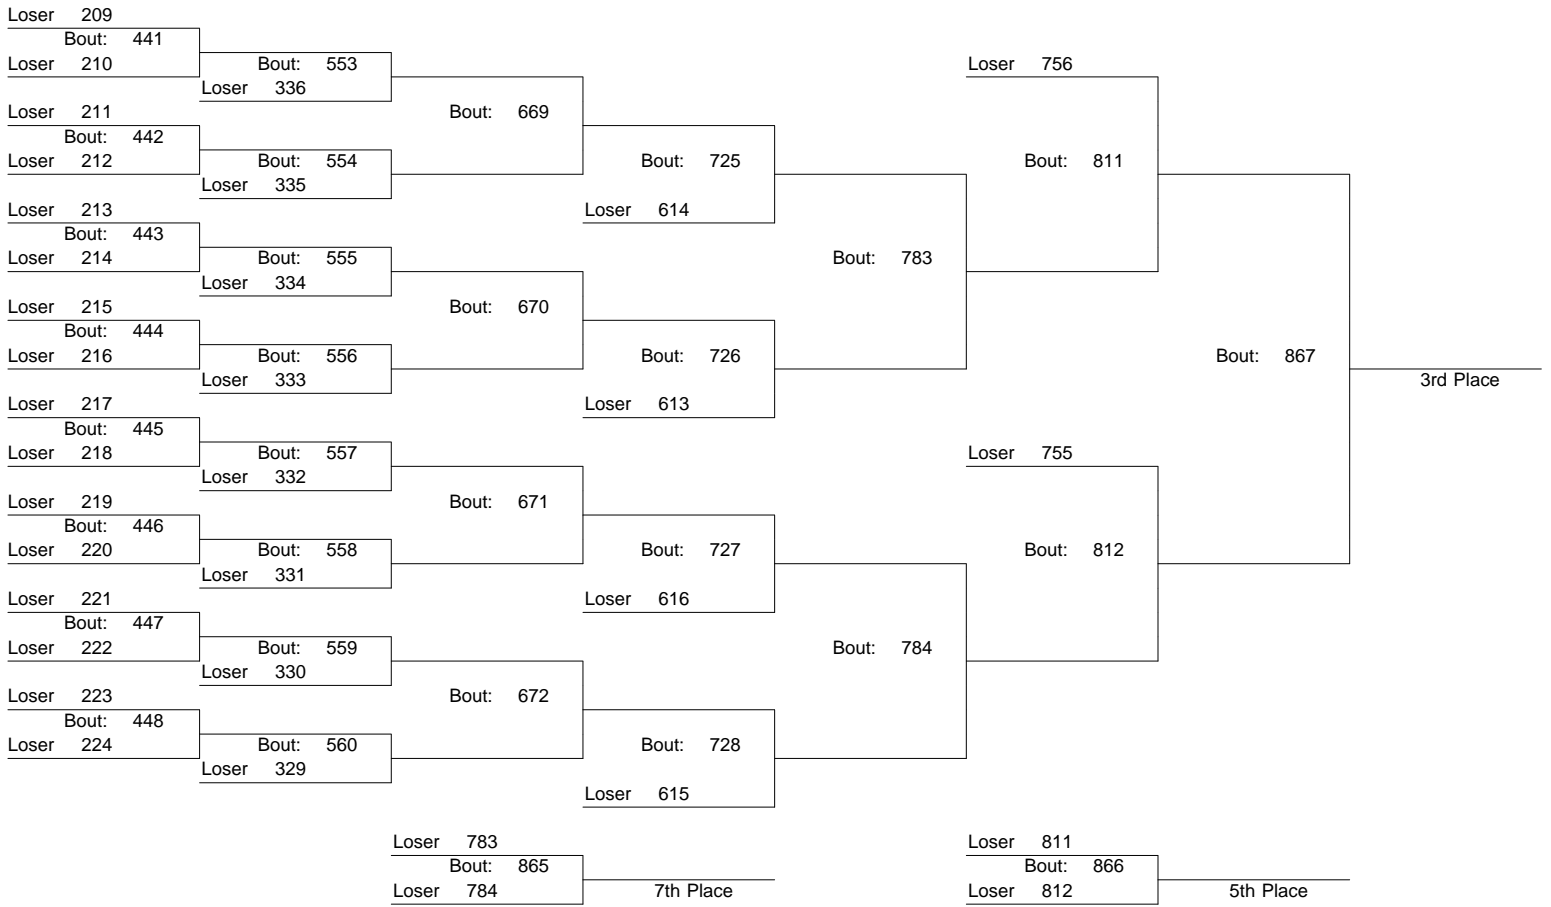 Loser 209
Bout: 441
Loser 210
Bout: 553
Loser 756
Loser 336
Loser 211
Bout: 669
Bout: 442
Loser 212
Bout: 554
Bout: 725
Bout: 811
Loser 335
Loser 213
Loser 614
Bout: 443
Loser 214
Bout: 555
Bout: 783
Loser 334
Loser 215
Bout: 670
Bout: 444
Loser 216
Bout: 556
Bout: 726
Bout: 867
Loser 333
3rd Place
Loser 217
Loser 613
Bout: 445
Loser 218
Bout: 557
Loser 755
Loser 332
Loser 219
Bout: 671
Bout: 446
Loser 220
Bout: 558
Bout: 727
Bout: 812
Loser 331
Loser 221
Loser 616
Bout: 447
Loser 222
Bout: 559
Bout: 784
Loser 330
Loser 223
Bout: 672
Bout: 448
Loser 224
Bout: 560
Bout: 728
Loser 329
Loser 615
Loser 783
Loser 811
Bout: 865
Bout: 866
Loser 784
7th Place
Loser 812
5th Place